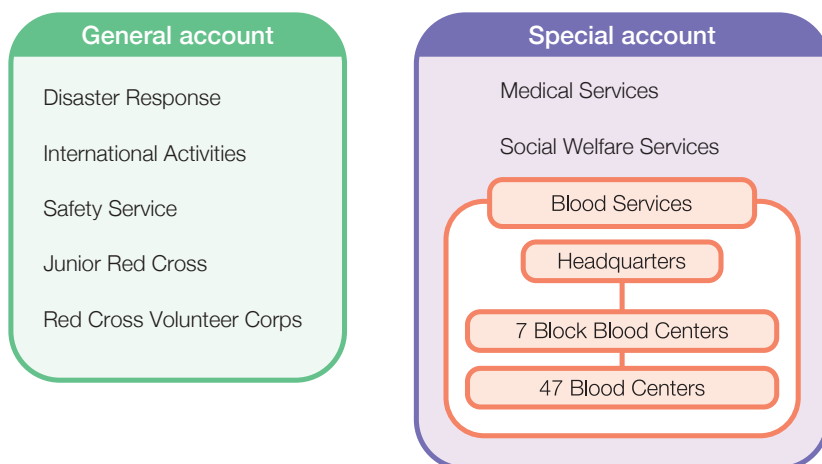 General account
Disaster Response
International Activities
Safety Service
Junior Red Cross
Red Cross Volunteer Corps
Special account
Medical Services
Social Welfare Services
Blood Services
Headquarters
7 Block Blood Centers
47 Blood Centers